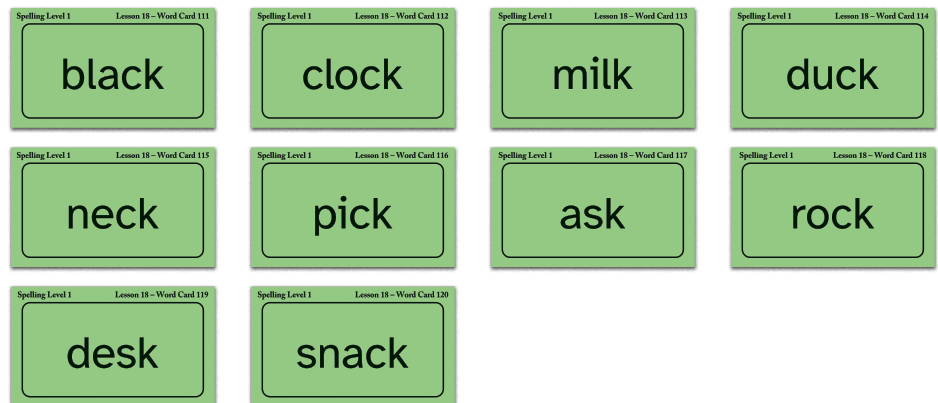 Spelling Level 1 Lesson 18 – Word Card 111
black
Spelling Level 1 Lesson 18 – Word Card 112
clock
Spelling Level 1 Lesson 18 – Word Card 113
milk
Spelling Level 1 Lesson 18 – Word Card 114
duck
Spelling Level 1 Lesson 18 – Word Card 115
neck
Spelling Level 1 Lesson 18 – Word Card 116
pick
Spelling Level 1 Lesson 18 – Word Card 117
ask
Spelling Level 1 Lesson 18 – Word Card 118
rock
Spelling Level 1 Lesson 18 – Word Card 119
desk
Spelling Level 1 Lesson 18 – Word Card 120
snack